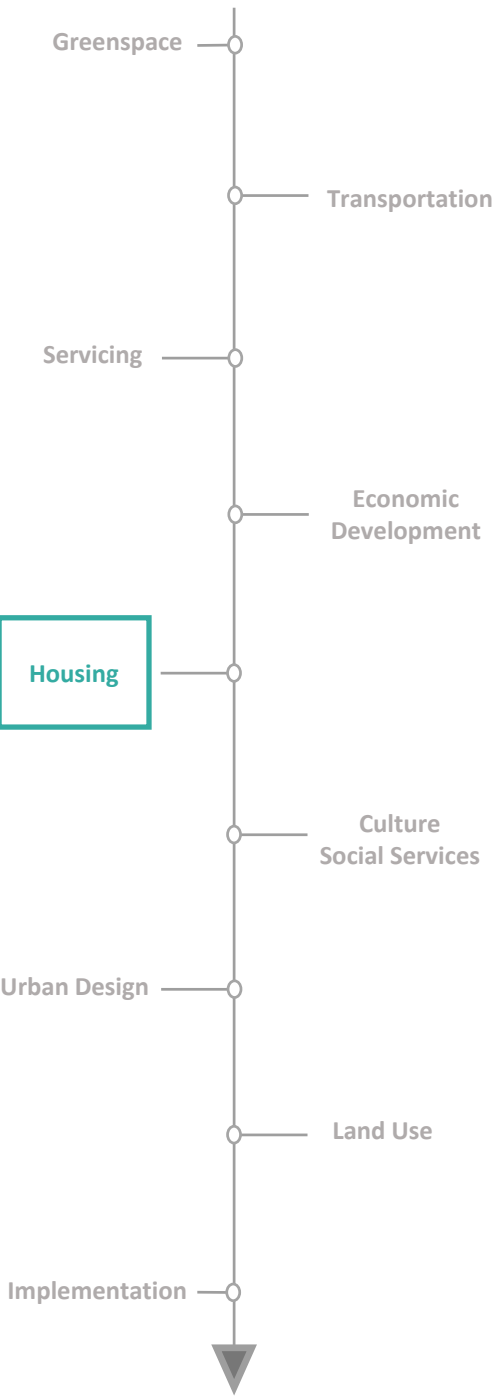 Greenspace
Transportation
Servicing
Economic
Development
Housing
Culture
Social Services
Urban Design
Land Use
Implementation